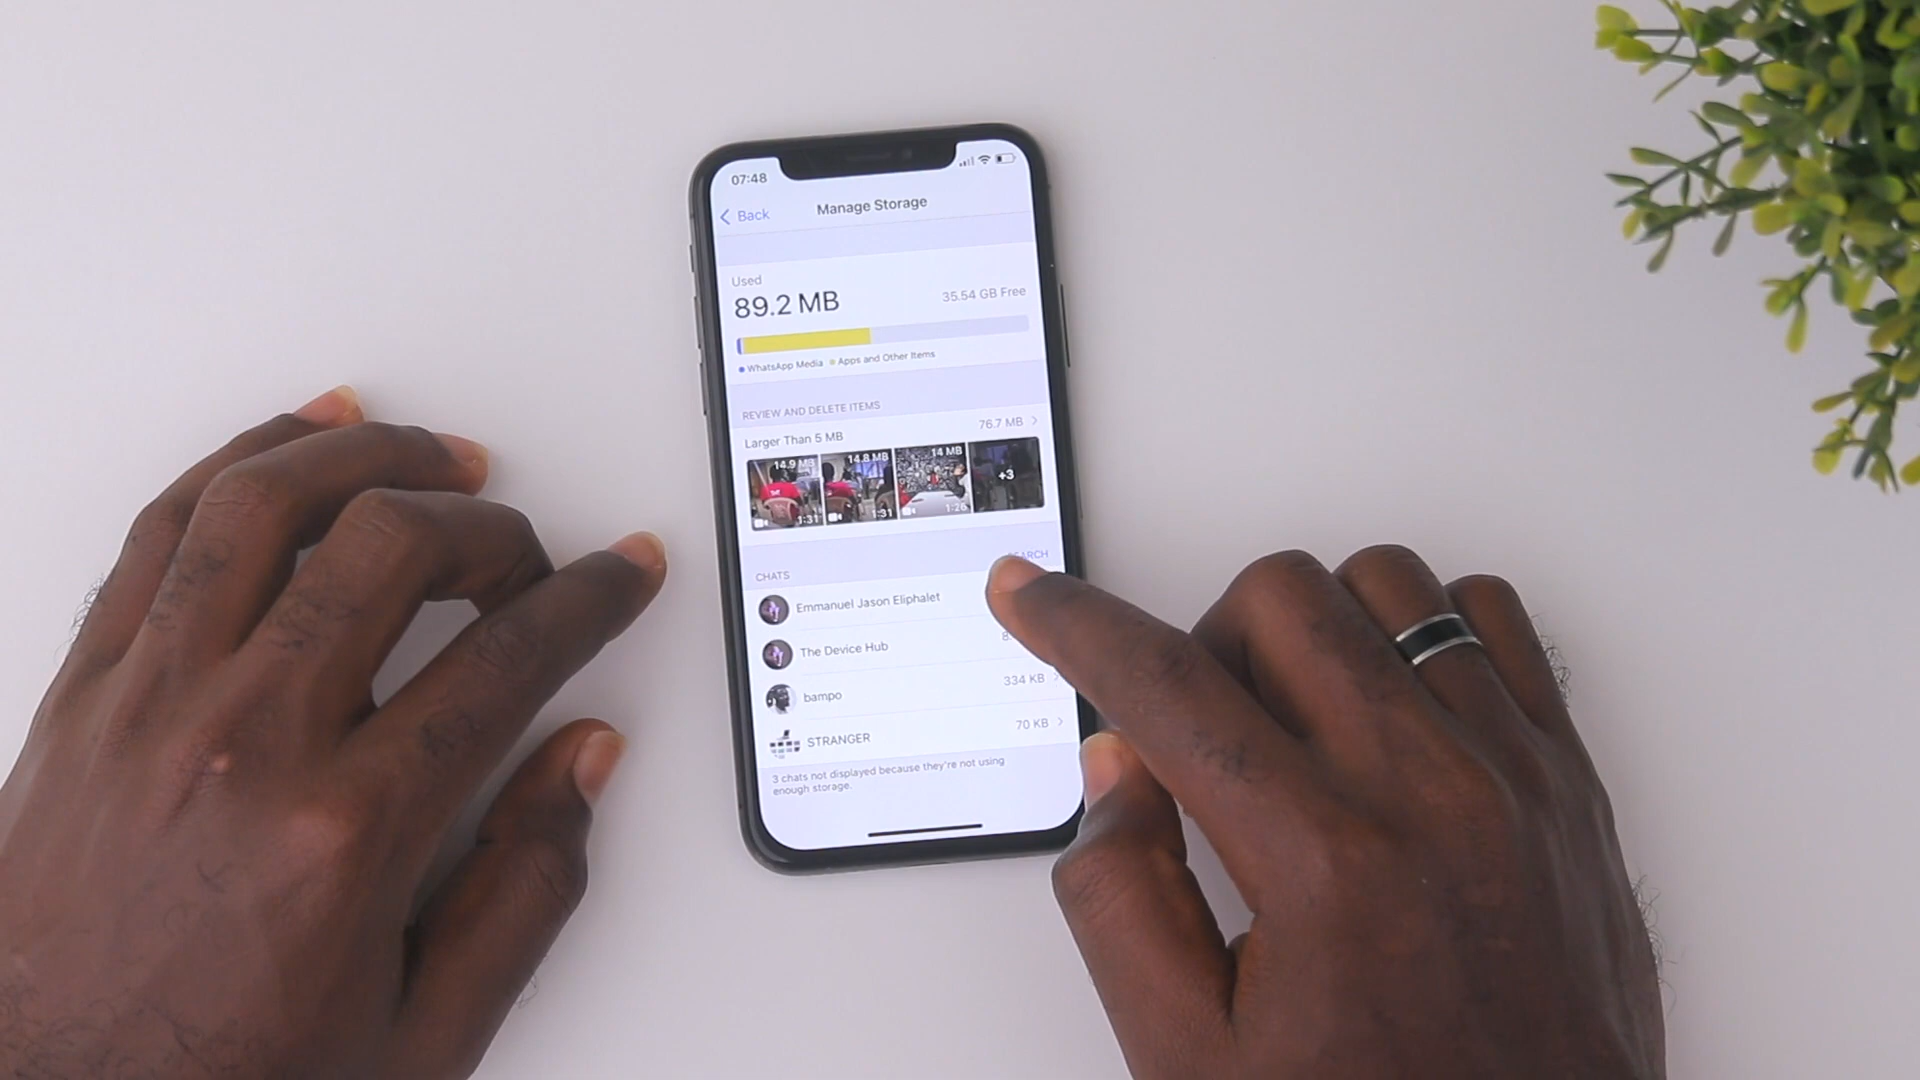 07:48
Back
Manage Storage
Used
89.2 MB
35.54 GB Free
WhatsApp Media Apps and Other Items
REVIEW AND DELETE ITEMS
Larger Than 5 MB
76.7 MB
14.9 MB 14.8 MB 14 MB
+3
1:31 1:31 1:26
CHATS
Emmanuel Jason Eliphalet
The Device Hub
bampo
334 KB
STRANGER
70 KB
3 chats not displayed because they're not using
enough storage.